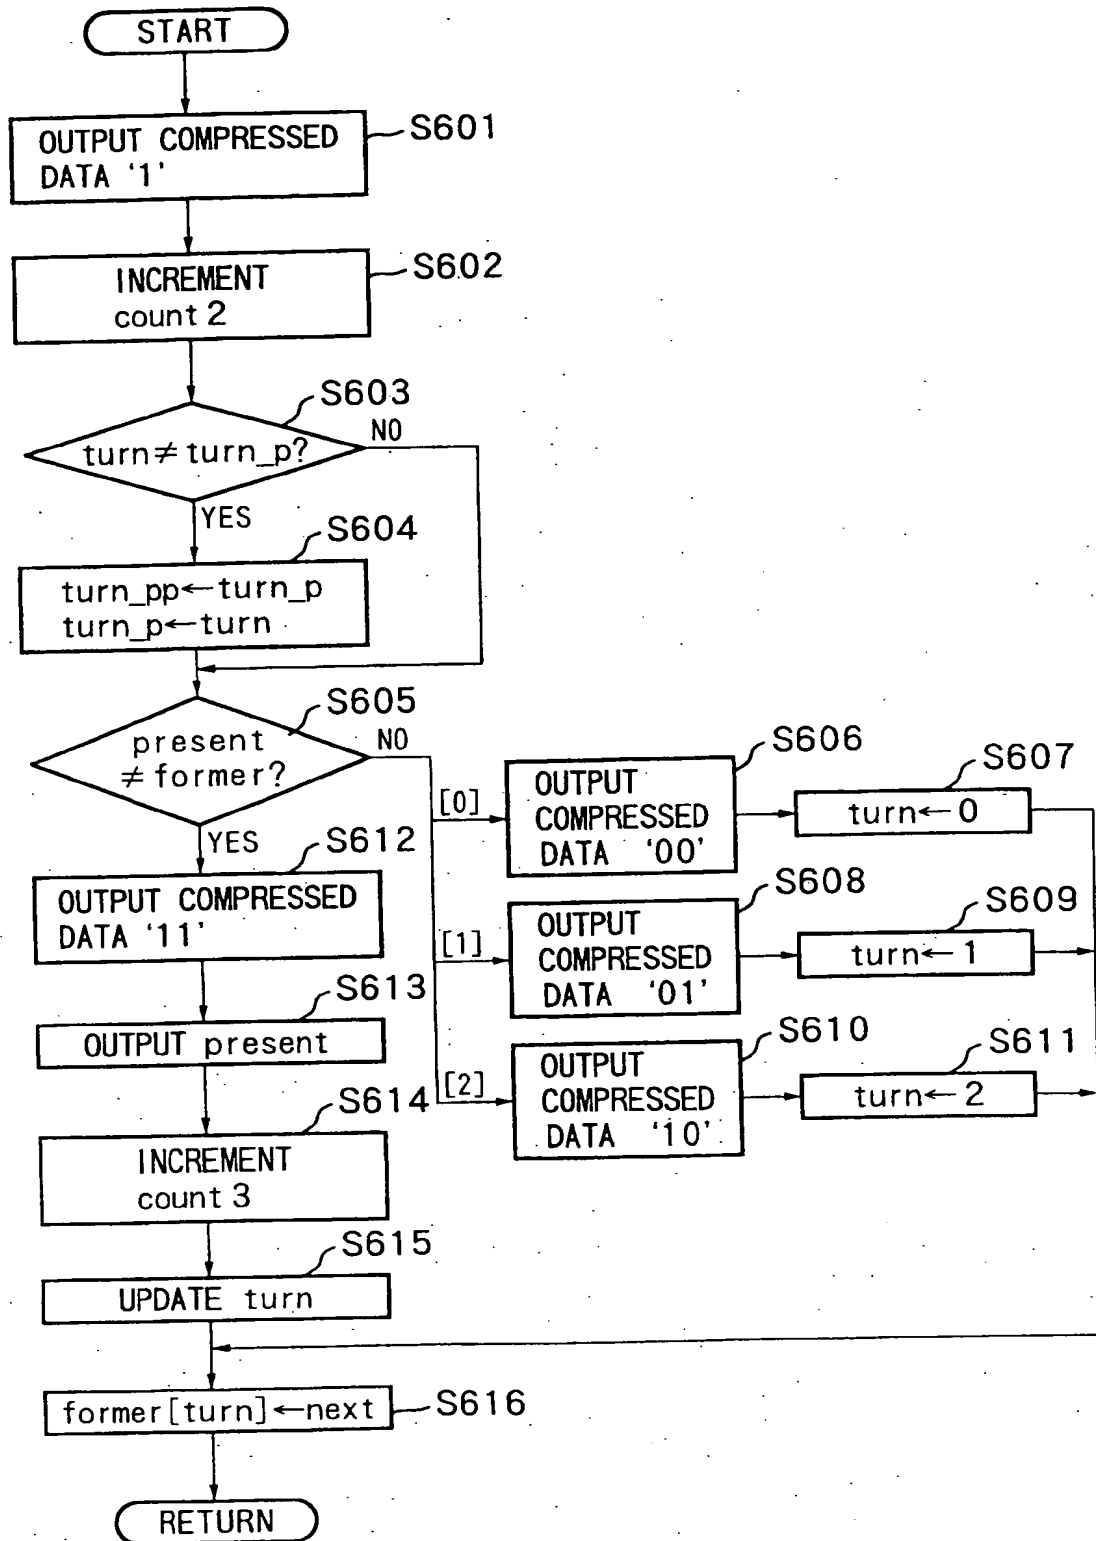 START
OUTPUT COMPRESSED
DATA '1'
S601
INCREMENT
count 2
S602
S603
turn≠turn_p?
NO
YES
S604
turn_pp←turn_p
turn_p←turn
S605
present
≠ former?
NO
YES
[0]
S606
OUTPUT
COMPRESSED
DATA '00'
S607
turn←0
[1]
S608
OUTPUT
COMPRESSED
DATA '01'
S609
turn←1
[2]
S610
OUTPUT
COMPRESSED
DATA '10'
S611
turn←2
S612
OUTPUT COMPRESSED
DATA '11'
S613
OUTPUT present
S614
INCREMENT
count 3
S615
UPDATE turn
former[turn]←next
S616
RETURN